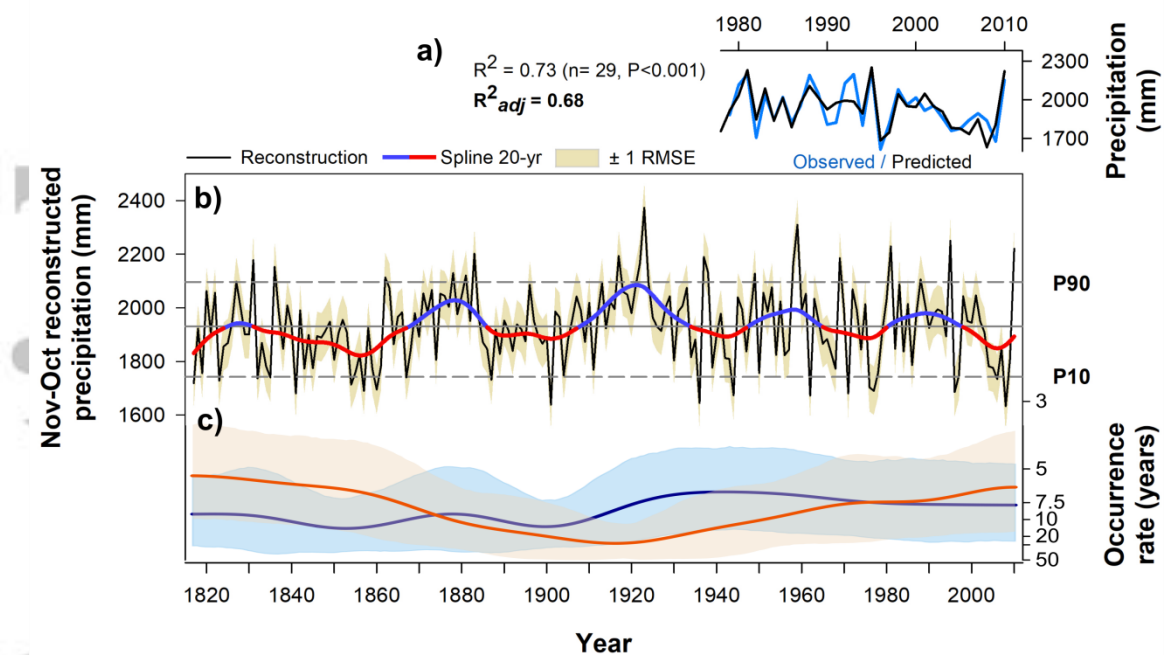 1980 1990 2000 2010
a)
R² = 0.73 (n= 29, P<0.001)
R²adj = 0.68
2300
2000
1700
Precipitation
(mm)
Observed / Predicted
Reconstruction Spline 20-yr ± 1 RMSE
b)
Nov-Oct reconstructed
precipitation (mm)
2400
2200
2000
1800
1600
P90
P10
c)
3
5
7.5
10
20
50
Occurrence
rate (years)
1820 1840 1860 1880 1900 1920 1940 1960 1980 2000
Year